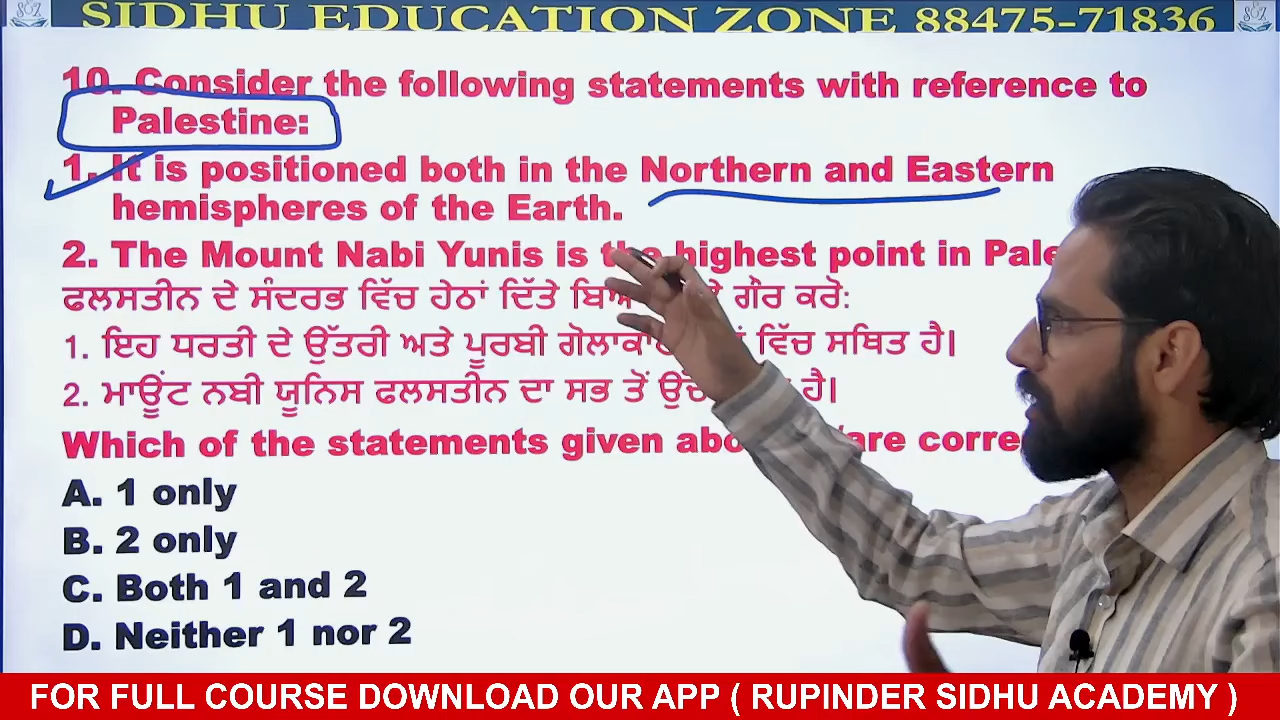 SIDHU EDUCATION ZONE 88475-71836
10. Consider the following statements with reference to
Palestine:
1. It is positioned both in the Northern and Eastern
hemispheres of the Earth.
2. The Mount Nabi Yunis is the highest point in
ਫਲਸਤੀਨ ਦੇ ਸੰਦਰਭ ਵਿੱਚ ਹੇਠਾਂ ਦਿੱਤੇ ਗੌਰ ਕਰੋ:
1. ਇਹ ਧਰਤੀ ਦੇ ਉੱਤਰੀ ਅਤੇ ਪੂਰਬੀ ਵਿੱਚ ਸਥਿਤ ਹੈ।
2. ਮਾਊਂਟ ਨਬੀ ਯੂਨਿਸ ਫਲਸਤੀਨ ਦਾ ਸਭ ਤੋਂ ਹੈ।
Which of the statements given
A. 1 only
B. 2 only
C. Both 1 and 2
D. Neither 1 nor 2
FOR FULL COURSE DOWNLOAD OUR APP ( RUPINDER SIDHU ACADEMY )